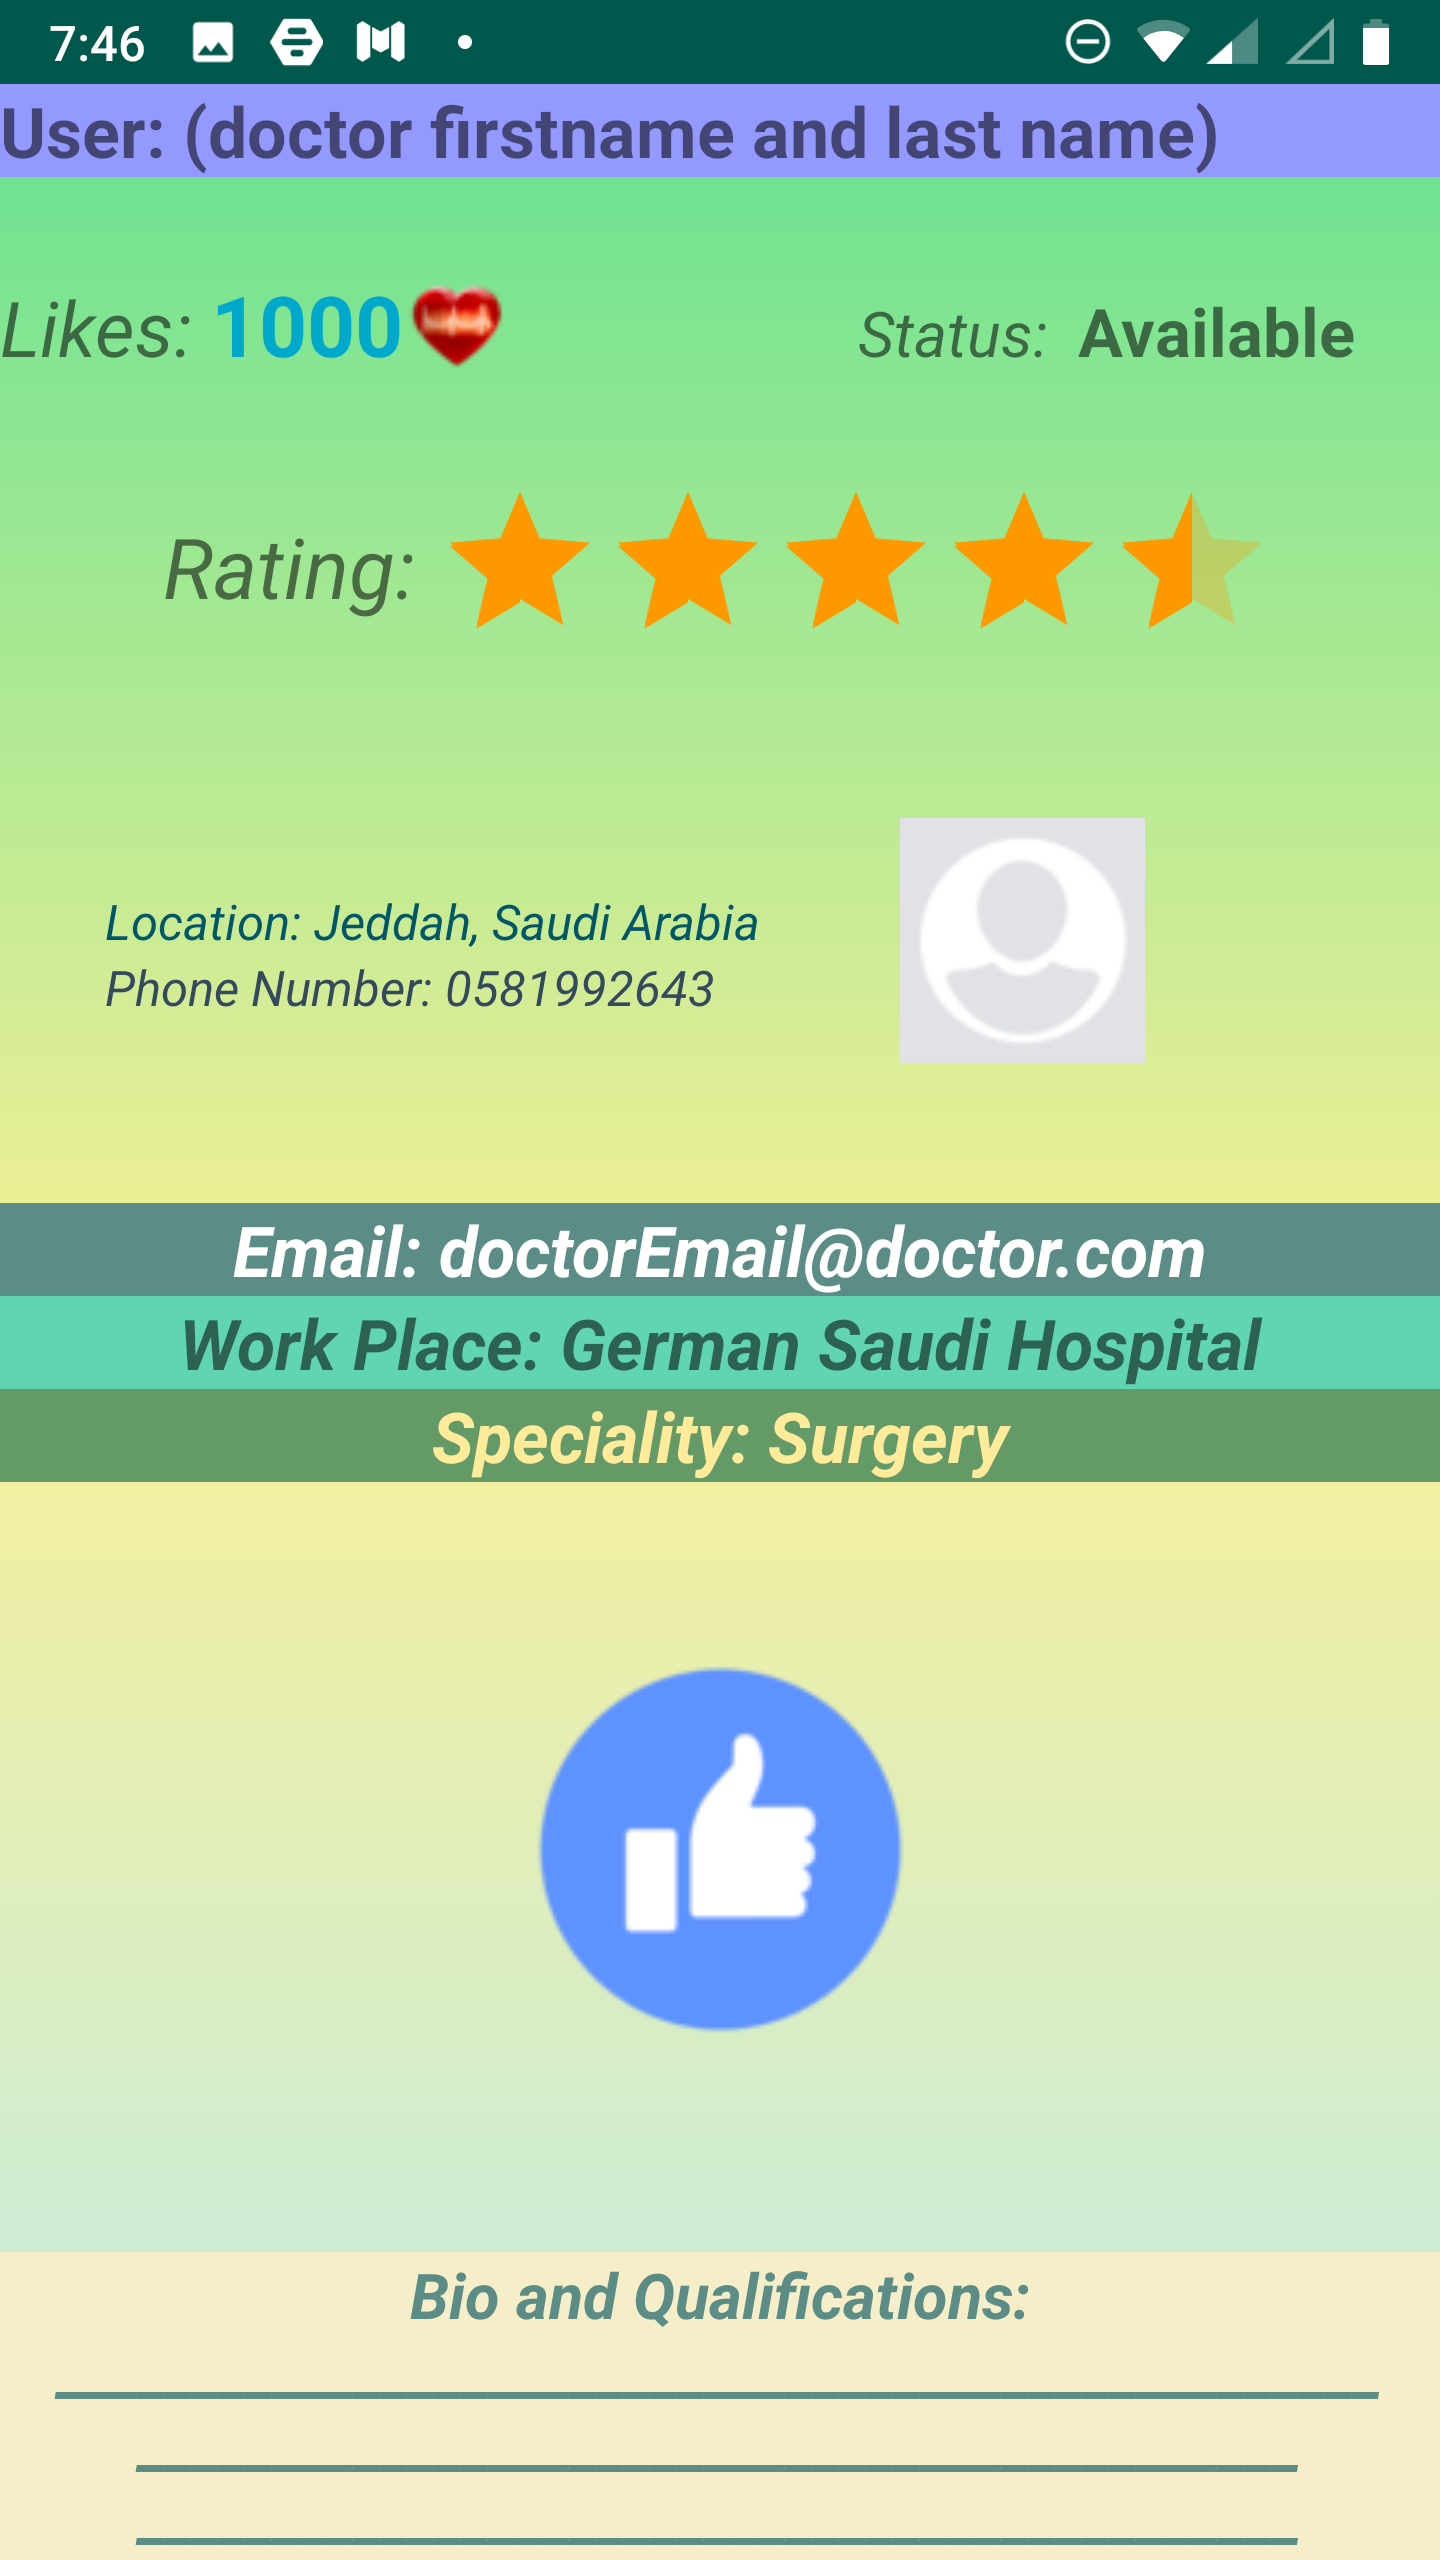 7:46
User: (doctor firstname and last name)
Likes: 1000
Status: Available
Rating:
Location: Jeddah, Saudi Arabia
Phone Number: 0581992643
Email: doctorEmail@doctor.com
Work Place: German Saudi Hospital
Speciality: Surgery
Bio and Qualifications: